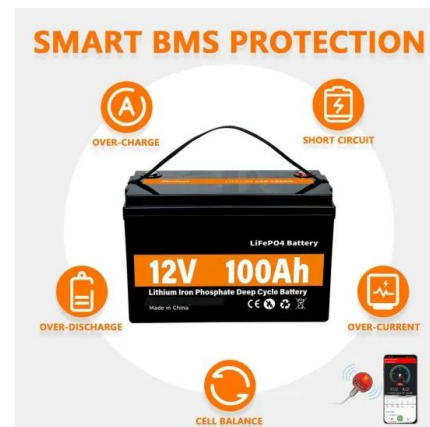 SMART BMS PROTECTION
OVER-CHARGE
SHORT CIRCUIT
LiFePO4 Battery
12V 100Ah
Lithium Iron Phosphate Deep Cycle Battery
Made in China
CE
OVER-DISCHARGE
OVER-CURRENT
CELL BALANCE